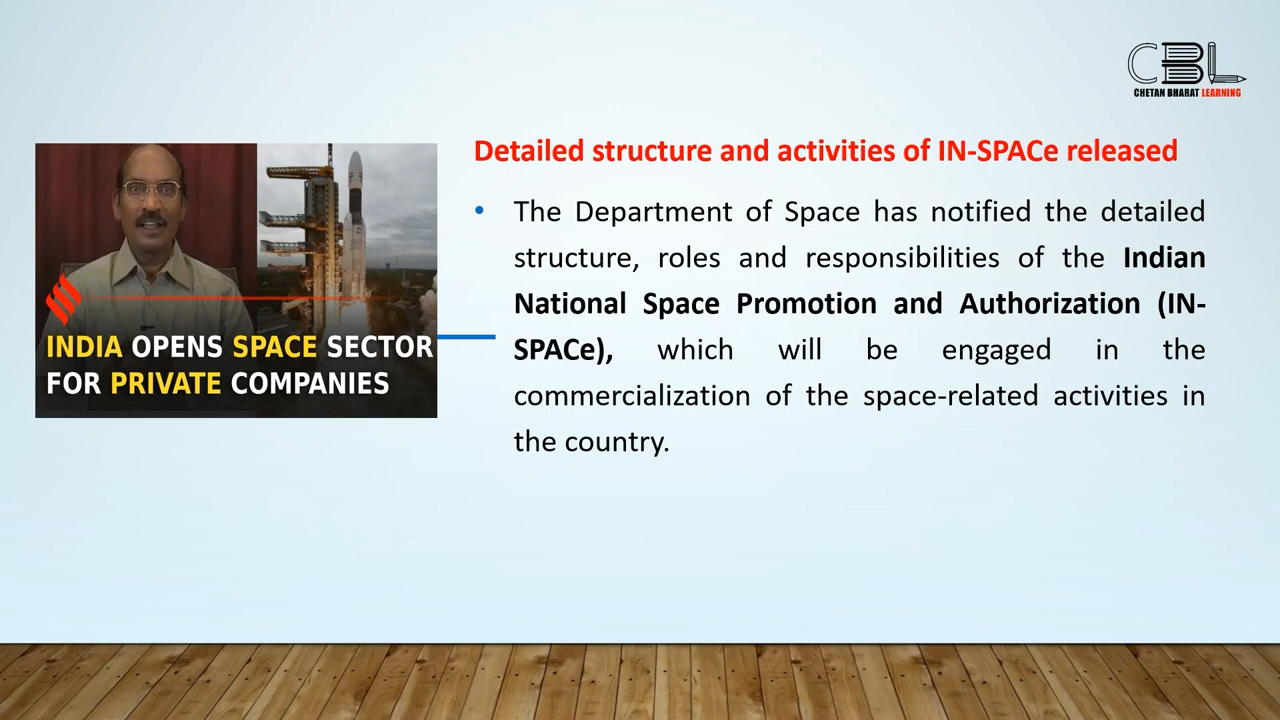 CBL
CHETAN BHARAT LEARNING
Detailed structure and activities of IN-SPACe released
• The Department of Space has notified the detailed
structure, roles and responsibilities of the Indian
National Space Promotion and Authorization (IN-
SPACe), which will be engaged in the
commercialization of the space-related activities in
the country.
INDIA OPENS SPACE SECTOR
FOR PRIVATE COMPANIES